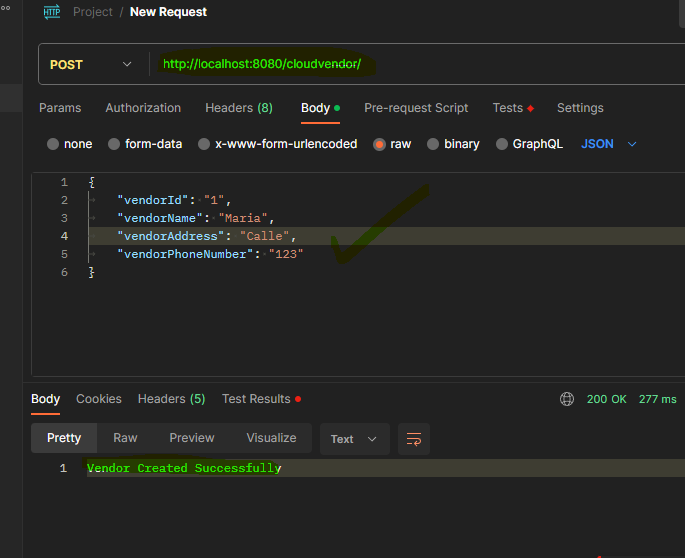 HTTP Project / New Request
POST http://localhost:8080/cloudvendor/
Params Authorization Headers (8) Body Pre-request Script Tests Settings
none form-data x-www-form-urlencoded raw binary GraphQL JSON
1 {
2 "vendorId": "1",
3 "vendorName": "Maria",
4 "vendorAddress": "Calle",
5 "vendorPhoneNumber": "123"
6 }
Body Cookies Headers (5) Test Results 200 OK 277 ms
Pretty Raw Preview Visualize Text
1 Vendor Created Successfully